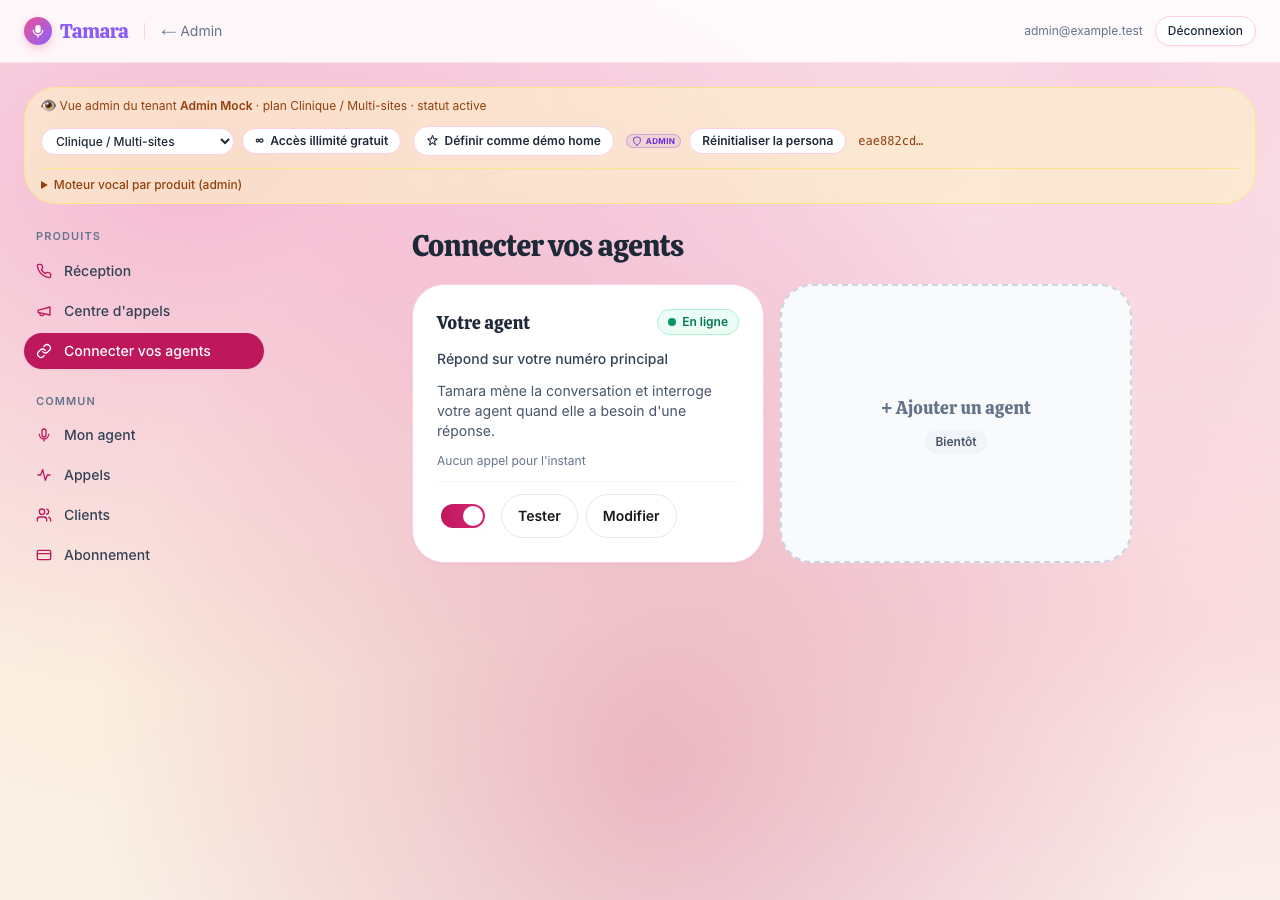 Tamara
← Admin
admin@example.test
Déconnexion
Vue admin du tenant Admin Mock · plan Clinique / Multi-sites · statut active
Clinique / Multi-sites
∞ Accès illimité gratuit
☆ Définir comme démo home
ADMIN
Réinitialiser la persona
eae882cd…
▶ Moteur vocal par produit (admin)
PRODUITS
Réception
Centre d'appels
Connecter vos agents
COMMUN
Mon agent
Appels
Clients
Abonnement
Connecter vos agents
Votre agent
En ligne
Répond sur votre numéro principal
Tamara mène la conversation et interroge
votre agent quand elle a besoin d'une
réponse.
Aucun appel pour l'instant
Tester
Modifier
+ Ajouter un agent
Bientôt